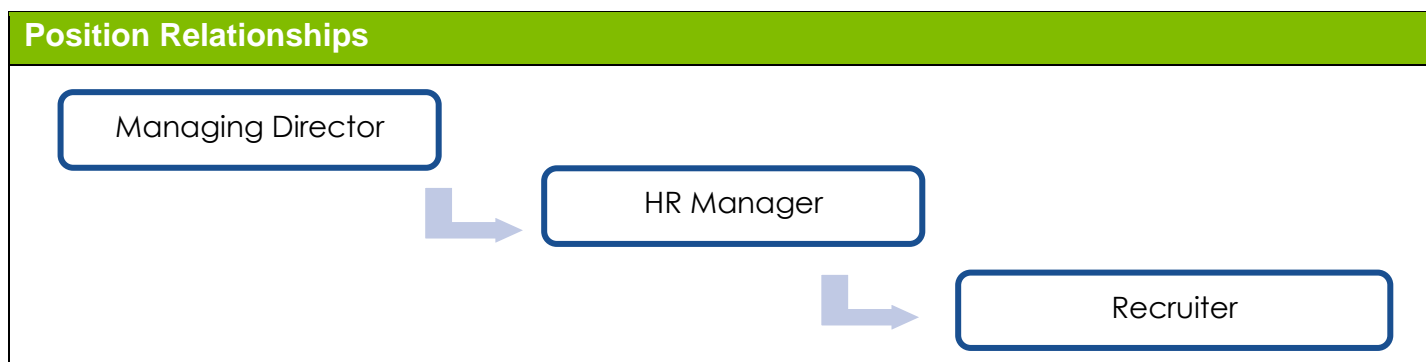 Position Relationships
Managing Director
HR Manager
Recruiter